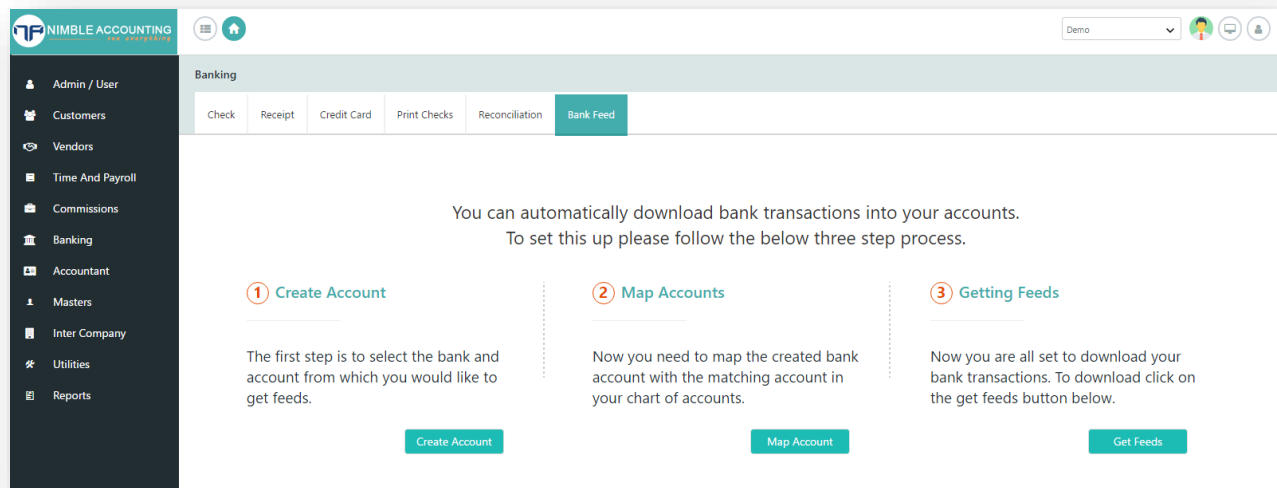 NIMBLE ACCOUNTING
see everything
Demo
Admin / User
Customers
Vendors
Time And Payroll
Commissions
Banking
Accountant
Masters
Inter Company
Utilities
Reports
Banking
Check Receipt Credit Card Print Checks Reconciliation Bank Feed
You can automatically download bank transactions into your accounts.
To set this up please follow the below three step process.
1 Create Account
The first step is to select the bank and
account from which you would like to
get feeds.
Create Account
2 Map Accounts
Now you need to map the created bank
account with the matching account in
your chart of accounts.
Map Account
3 Getting Feeds
Now you are all set to download your
bank transactions. To download click on
the get feeds button below.
Get Feeds